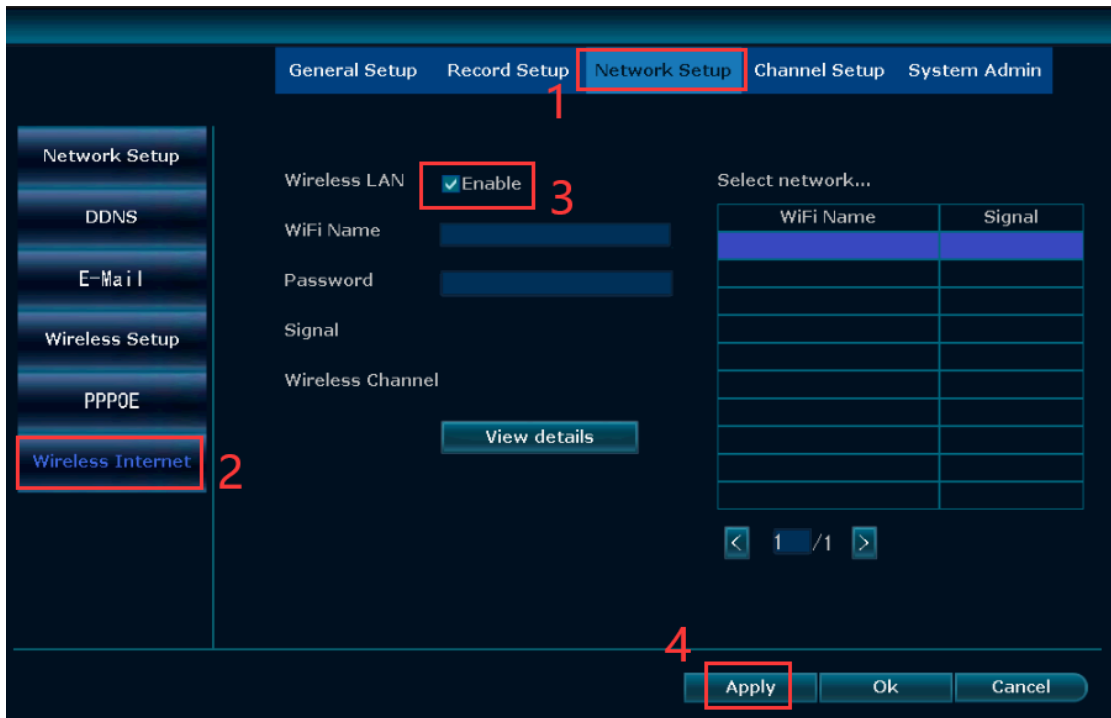 General Setup Record Setup Network Setup Channel Setup System Admin
1
Network Setup
DDNS
E-Mail
Wireless Setup
PPPOE
Wireless Internet
2
Wireless LAN Enable
3
WiFi Name
Password
Signal
Wireless Channel
View details
Select network...
WiFi Name Signal
< 1 /1 >
4
Apply Ok Cancel